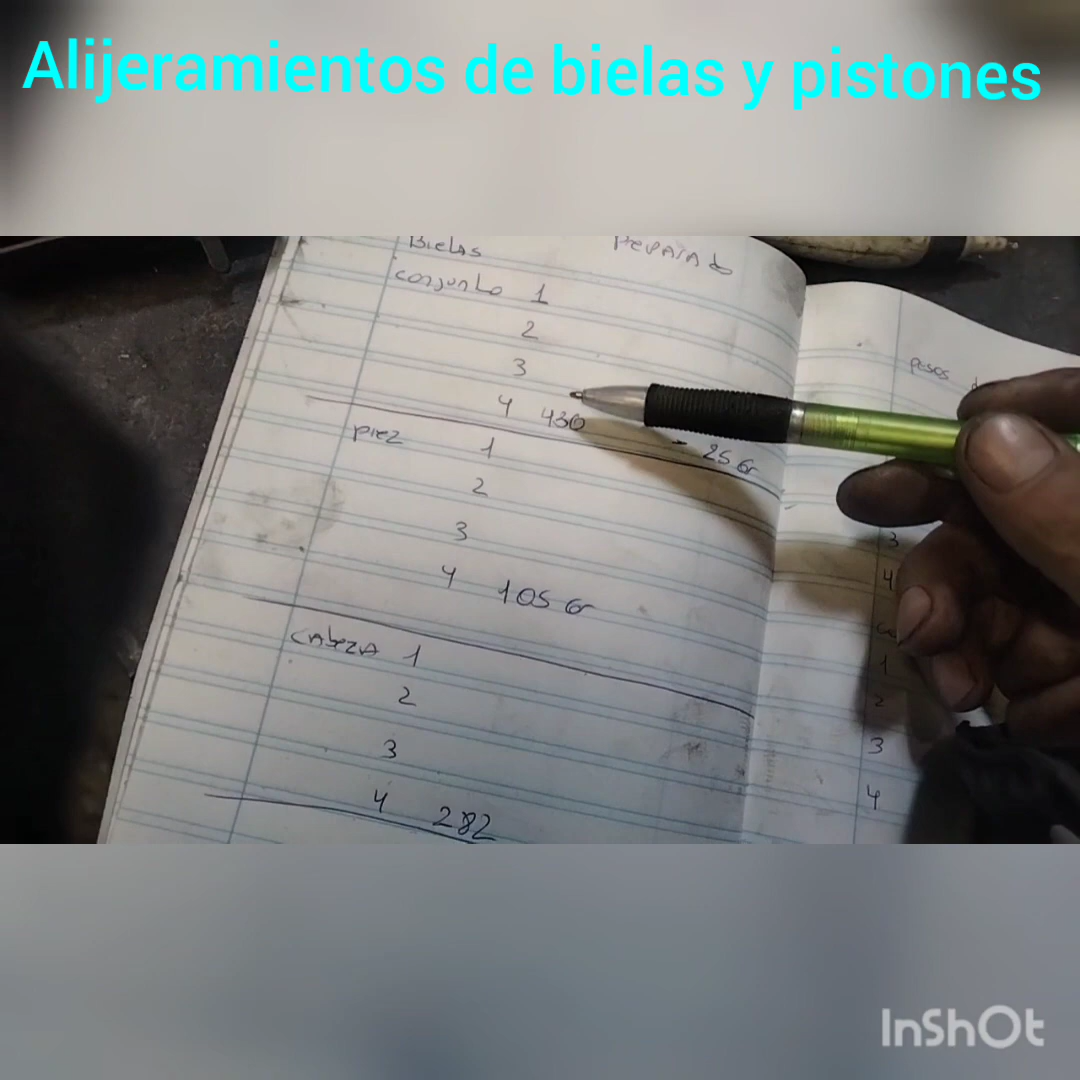 Alijeramientos de bielas y pistones
Bielas
conjunto 1
2
3
4 430 - 25 Gr
piez 1
2
3
4 105 Gr
cabeza 1
2
3
4 282
pesos
3
4
1
2
3
4
InShOt